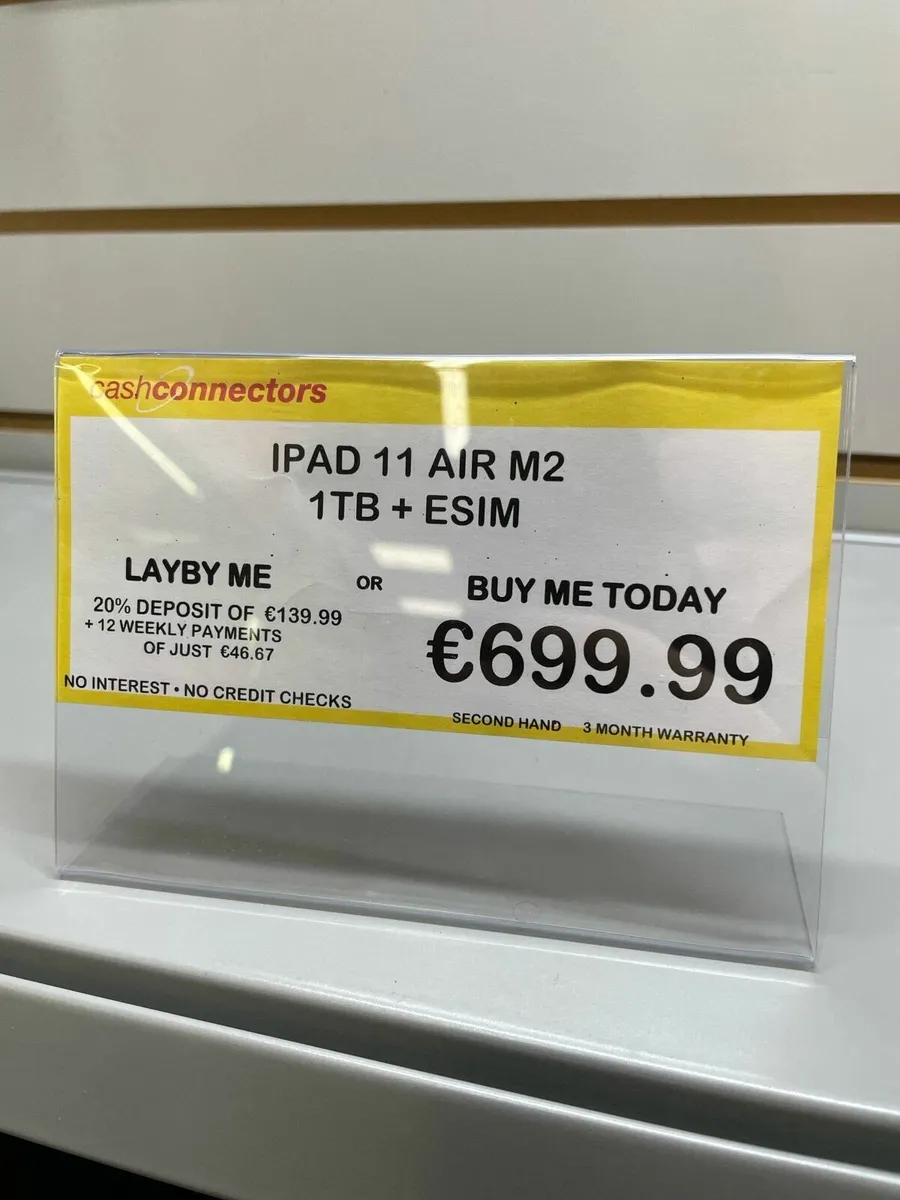 cashconnectors
IPAD 11 AIR M2
1TB + ESIM
LAYBY ME
20% DEPOSIT OF €139.99
+ 12 WEEKLY PAYMENTS
OF JUST €46.67
NO INTEREST • NO CREDIT CHECKS
OR
BUY ME TODAY
€699.99
SECOND HAND 3 MONTH WARRANTY